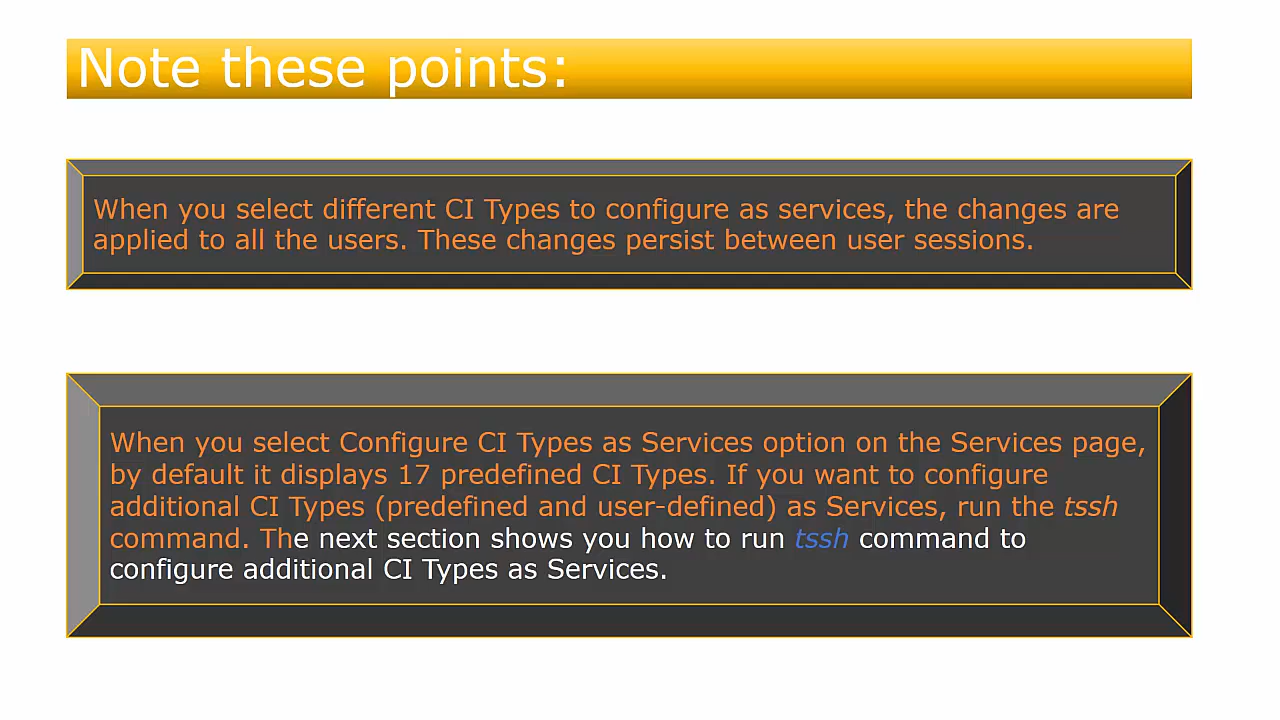 Note these points:
When you select different CI Types to configure as services, the changes are
applied to all the users. These changes persist between user sessions.
When you select Configure CI Types as Services option on the Services page,
by default it displays 17 predefined CI Types. If you want to configure
additional CI Types (predefined and user-defined) as Services, run the tssh
command. The next section shows you how to run tssh command to
configure additional CI Types as Services.